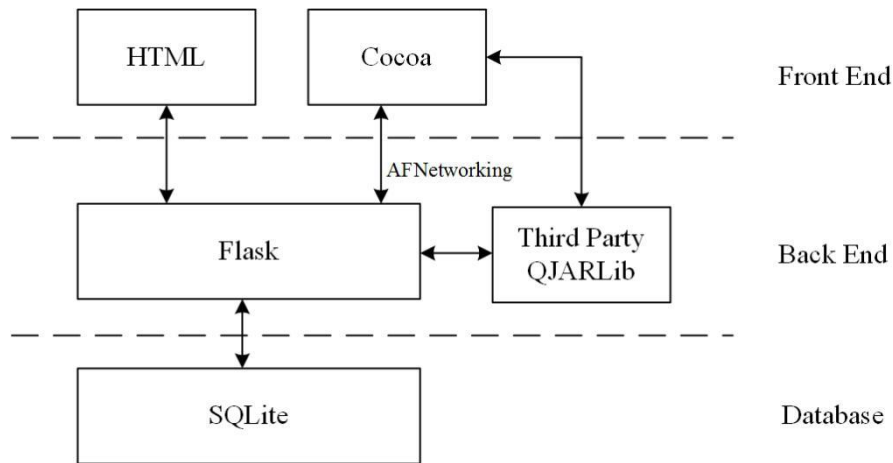 HTML
Cocoa
Front End
AFNetworking
Flask
Third Party
QJARLib
Back End
SQLite
Database